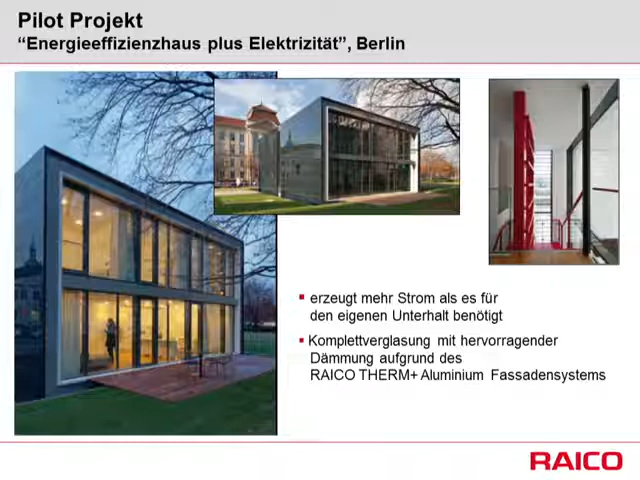 Pilot Projekt
“Energieeffizienzhaus plus Elektrizität”, Berlin
▪ erzeugt mehr Strom als es für
den eigenen Unterhalt benötigt
▪ Komplettverglasung mit hervorragender
Dämmung aufgrund des
RAICO THERM+ Aluminium Fassadensystems
RAICO